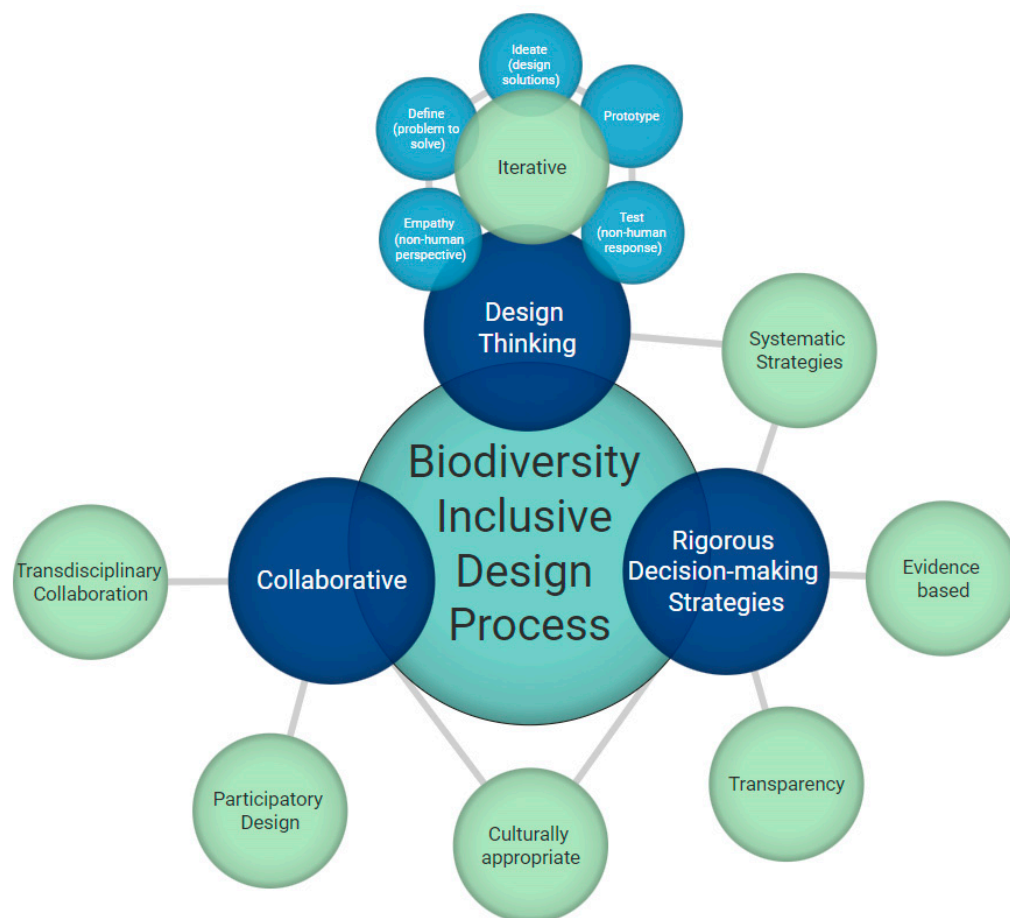 Ideate
(design
solutions)
Define
(problem to
solve)
Prototype
Iterative
Empathy
(non-human
perspective)
Test
(non-human
response)
Design
Thinking
Systematic
Strategies
Biodiversity
Inclusive
Design
Process
Transdisciplinary
Collaboration
Collaborative
Rigorous
Decision-making
Strategies
Evidence
based
Participatory
Design
Culturally
appropriate
Transparency